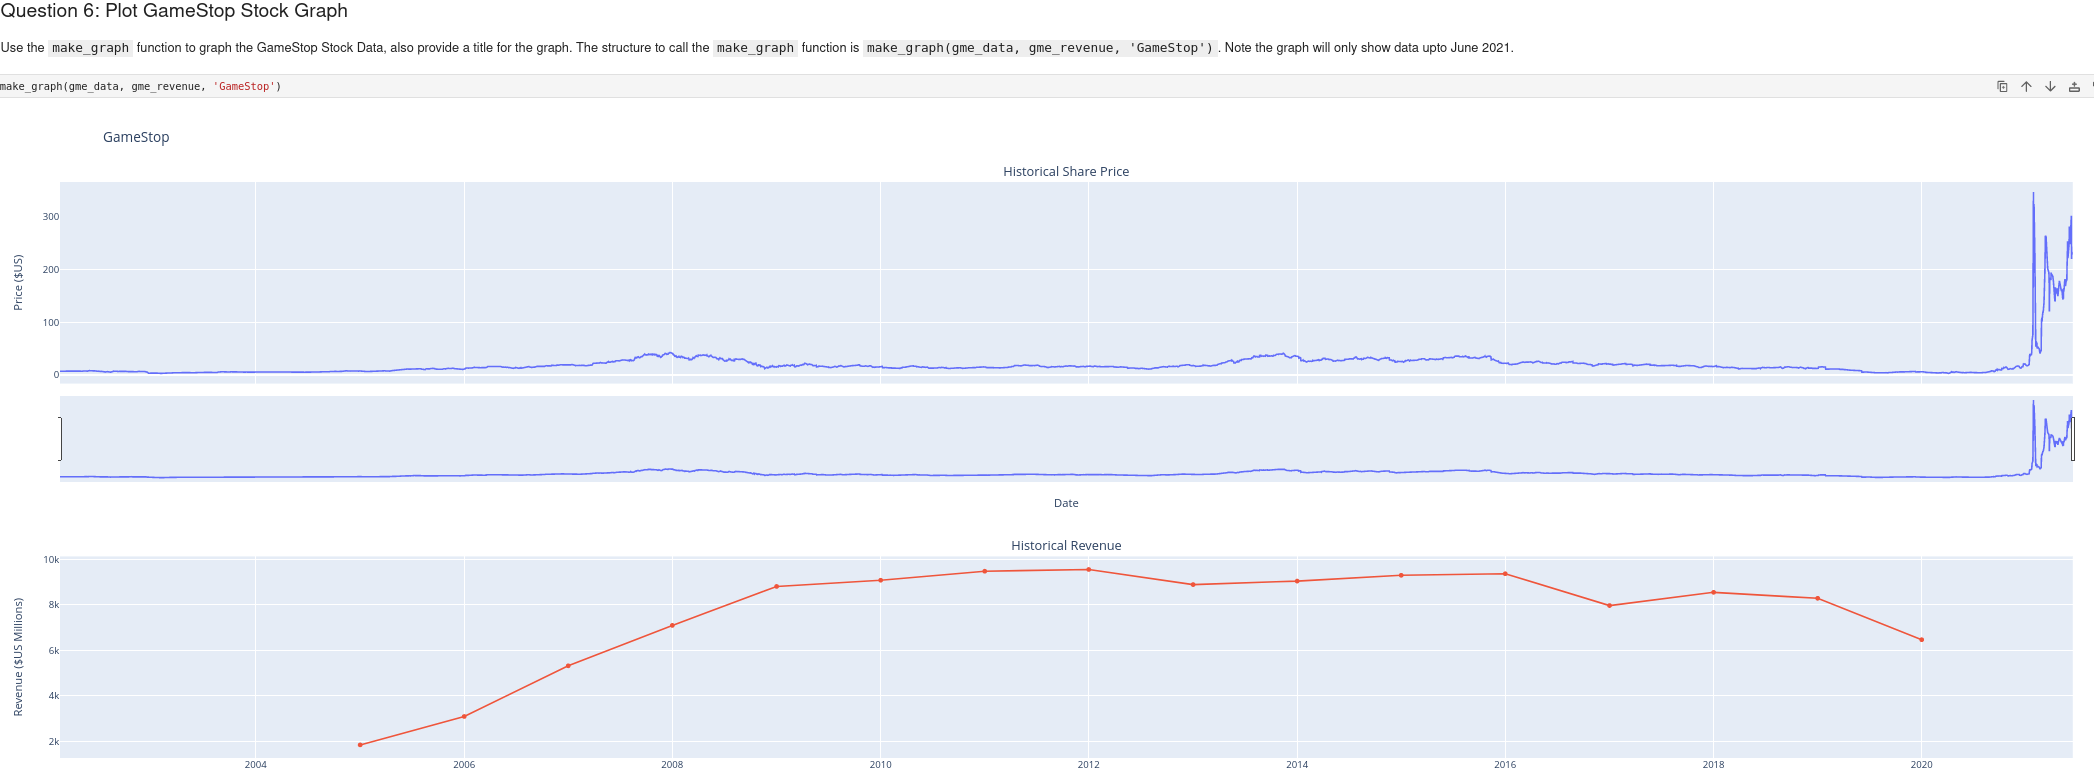 Question 6: Plot GameStop Stock Graph
Use the make_graph function to graph the GameStop Stock Data, also provide a title for the graph. The structure to call the make_graph function is make_graph(gme_data, gme_revenue, 'GameStop') . Note the graph will only show data upto June 2021.
make_graph(gme_data, gme_revenue, 'GameStop')
GameStop
Historical Share Price
300
200
100
0
Price ($US)
Date
Historical Revenue
10k
8k
6k
4k
2k
Revenue ($US Millions)
2004 2006 2008 2010 2012 2014 2016 2018 2020